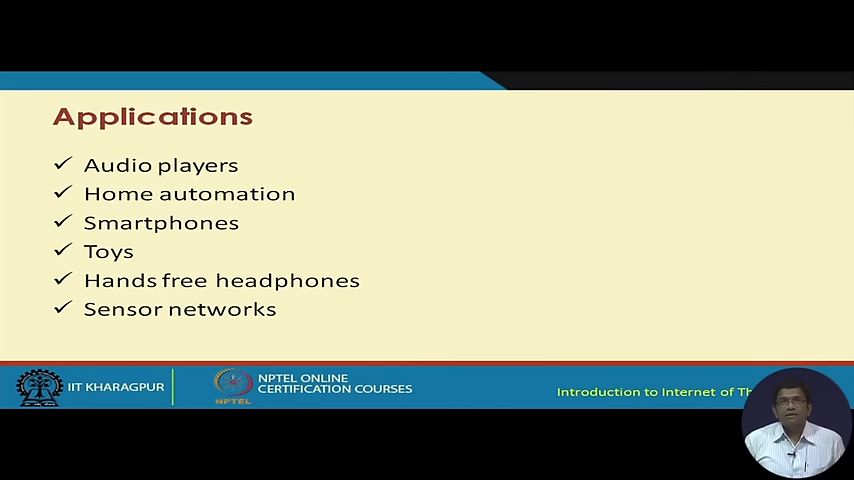 Applications
✓ Audio players
✓ Home automation
✓ Smartphones
✓ Toys
✓ Hands free headphones
✓ Sensor networks
IIT KHARAGPUR
NPTEL
NPTEL ONLINE
CERTIFICATION COURSES
Introduction to Internet of